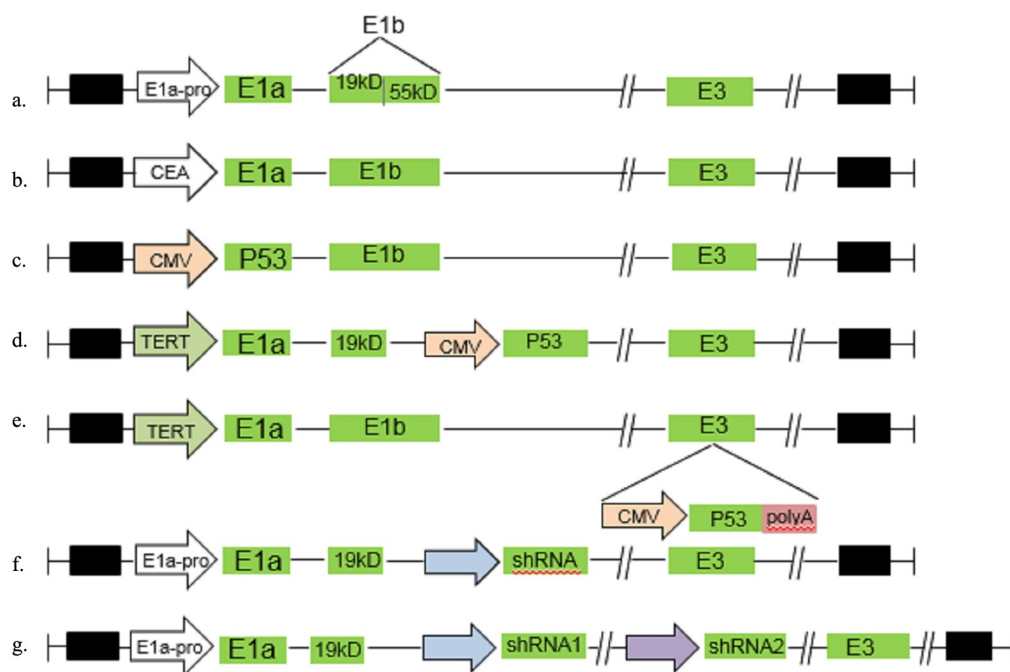 E1b
a. E1a-pro E1a 19kD 55kD E3
b. CEA E1a E1b E3
c. CMV P53 E1b E3
d. TERT E1a 19kD CMV P53 E3
e. TERT E1a E1b E3
CMV P53 polyA
f. E1a-pro E1a 19kD shRNA E3
g. E1a-pro E1a 19kD shRNA1 shRNA2 E3